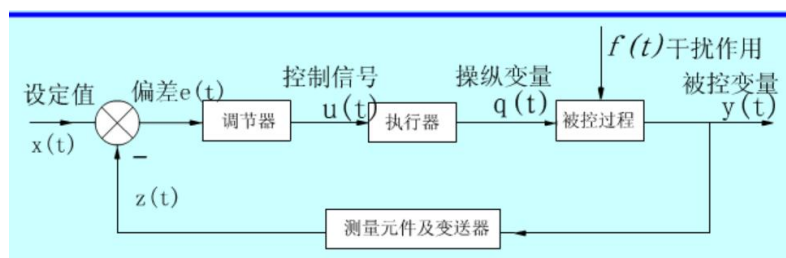 f(t)干扰作用
设定值
偏差e(t)
控制信号
操纵变量
被控变量
x(t)
调节器
u(t)
执行器
q(t)
被控过程
y(t)
−
z(t)
测量元件及变送器